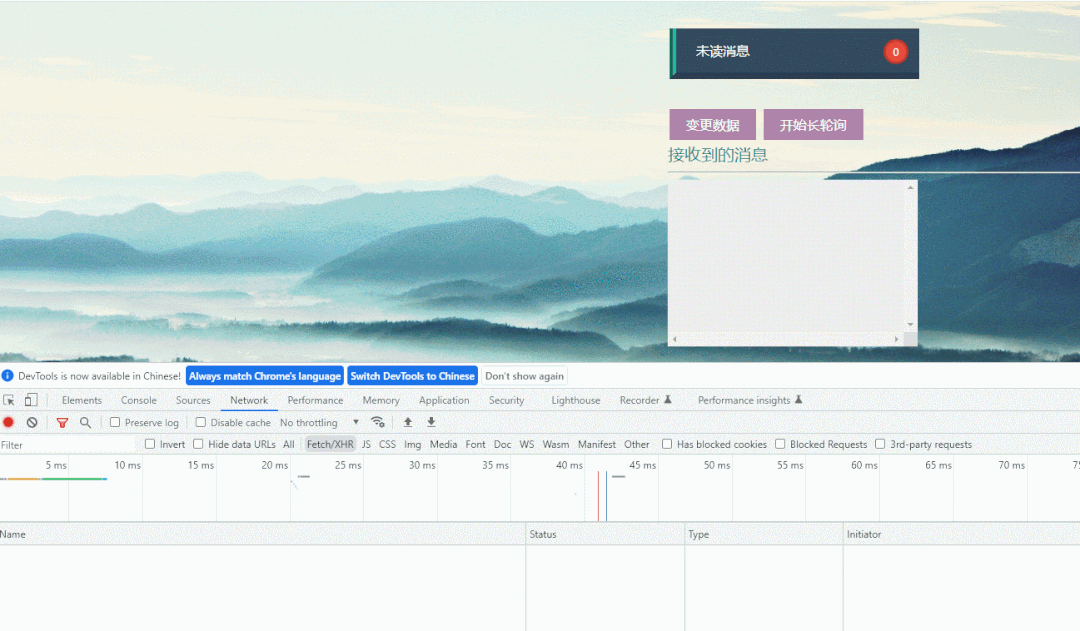 未读消息 0
变更数据 开始长轮询
接收到的消息
DevTools is now available in Chinese! Always match Chrome's language Switch DevTools to Chinese Don't show again
Elements Console Sources Network Performance Memory Application Security Lighthouse Recorder Performance insights
Preserve log Disable cache No throttling
Filter Invert Hide data URLs All Fetch/XHR JS CSS Img Media Font Doc WS Wasm Manifest Other Has blocked cookies Blocked Requests 3rd-party requests
5 ms 10 ms 15 ms 20 ms 25 ms 30 ms 35 ms 40 ms 45 ms 50 ms 55 ms 60 ms 65 ms 70 ms 75
Name Status Type Initiator